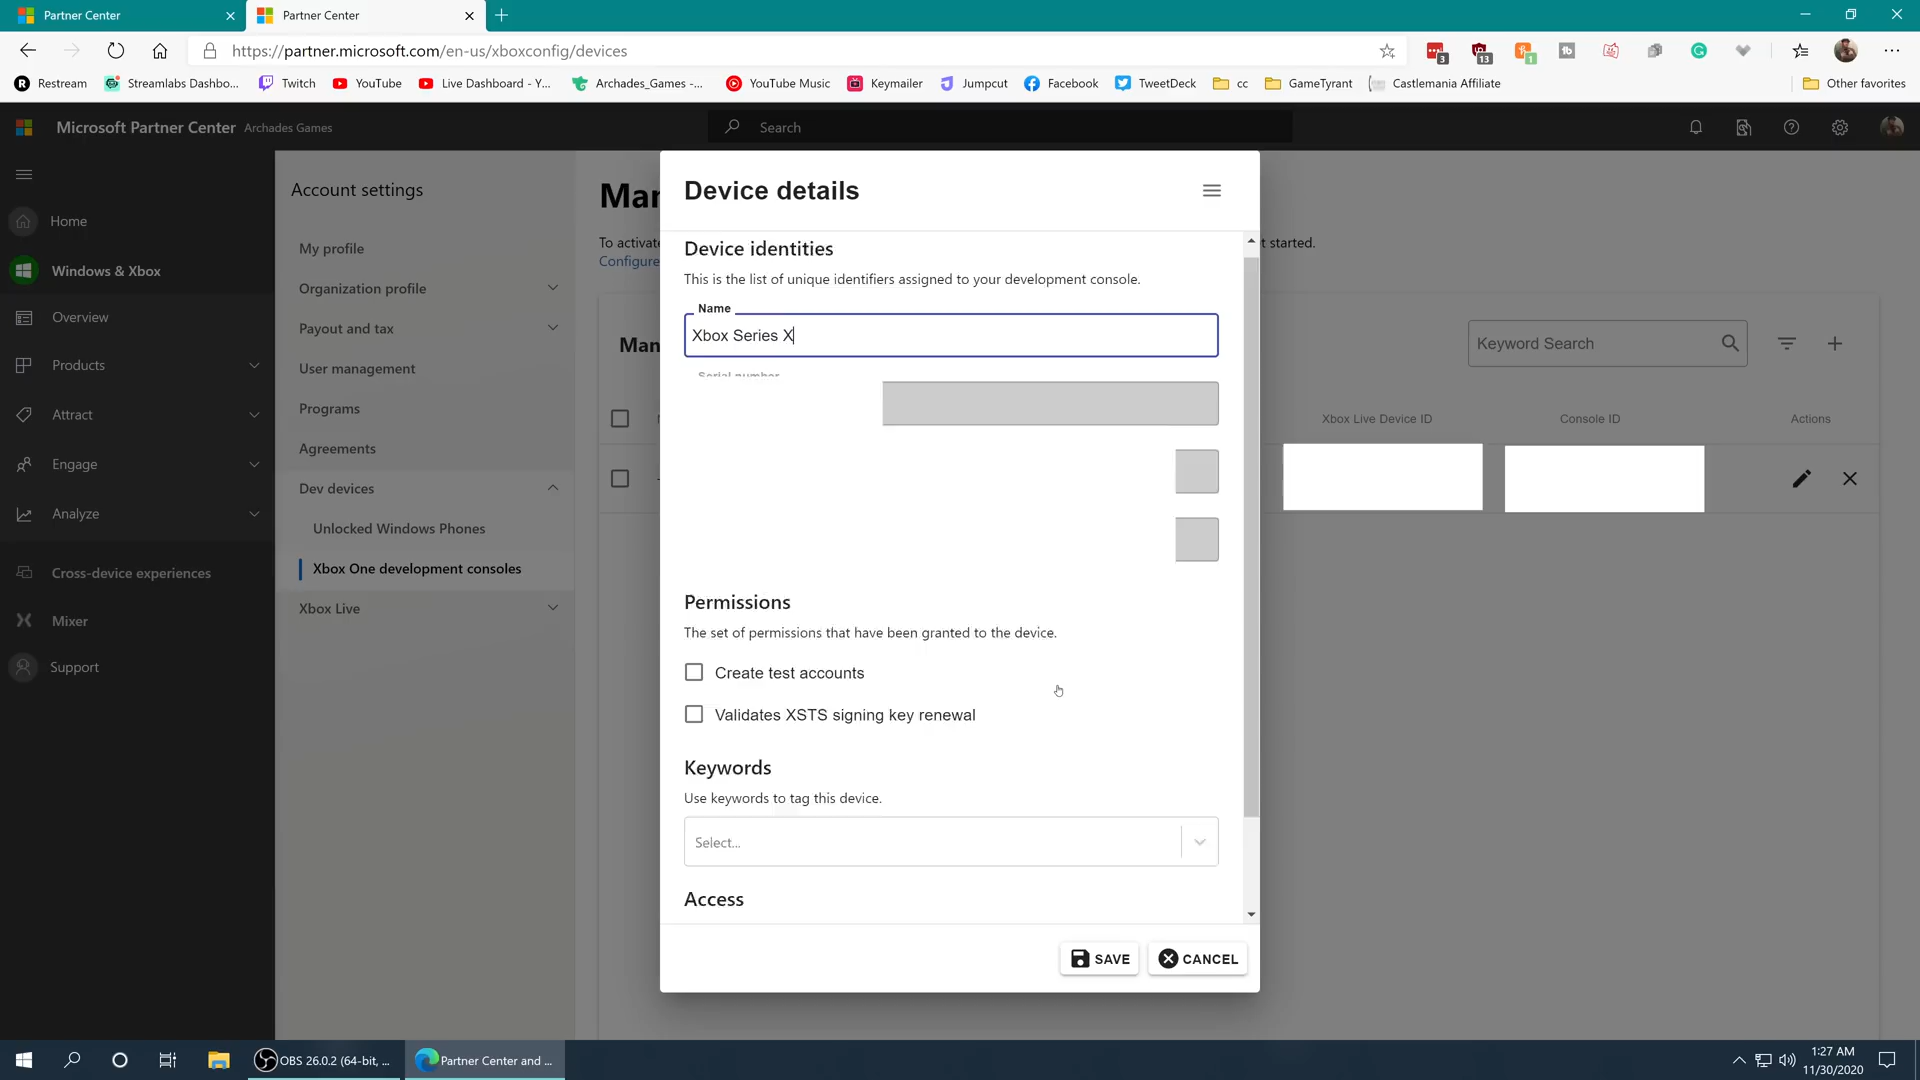 Partner Center
Partner Center
https://partner.microsoft.com/en-us/xboxconfig/devices
3
13
1
Restream
Streamlabs Dashbo...
Twitch
YouTube
Live Dashboard - Y...
Archades_Games -...
YouTube Music
Keymailer
Jumpcut
Facebook
TweetDeck
cc
GameTyrant
Castlemania Affiliate
Other favorites
Microsoft Partner Center
Archades Games
Search
Home
Windows & Xbox
Overview
Products
Attract
Engage
Analyze
Cross-device experiences
Mixer
Support
Account settings
My profile
Organization profile
Payout and tax
User management
Programs
Agreements
Dev devices
Unlocked Windows Phones
Xbox One development consoles
Xbox Live
Man
To activate
t started.
Configure
Man
Keyword Search
Xbox Live Device ID
Console ID
Actions
Device details
Device identities
This is the list of unique identifiers assigned to your development console.
Name
Xbox Series X
Serial number
Permissions
The set of permissions that have been granted to the device.
Create test accounts
Validates XSTS signing key renewal
Keywords
Use keywords to tag this device.
Select...
Access
SAVE
CANCEL
OBS 26.0.2 (64-bit, ...
Partner Center and ...
1:27 AM
11/30/2020